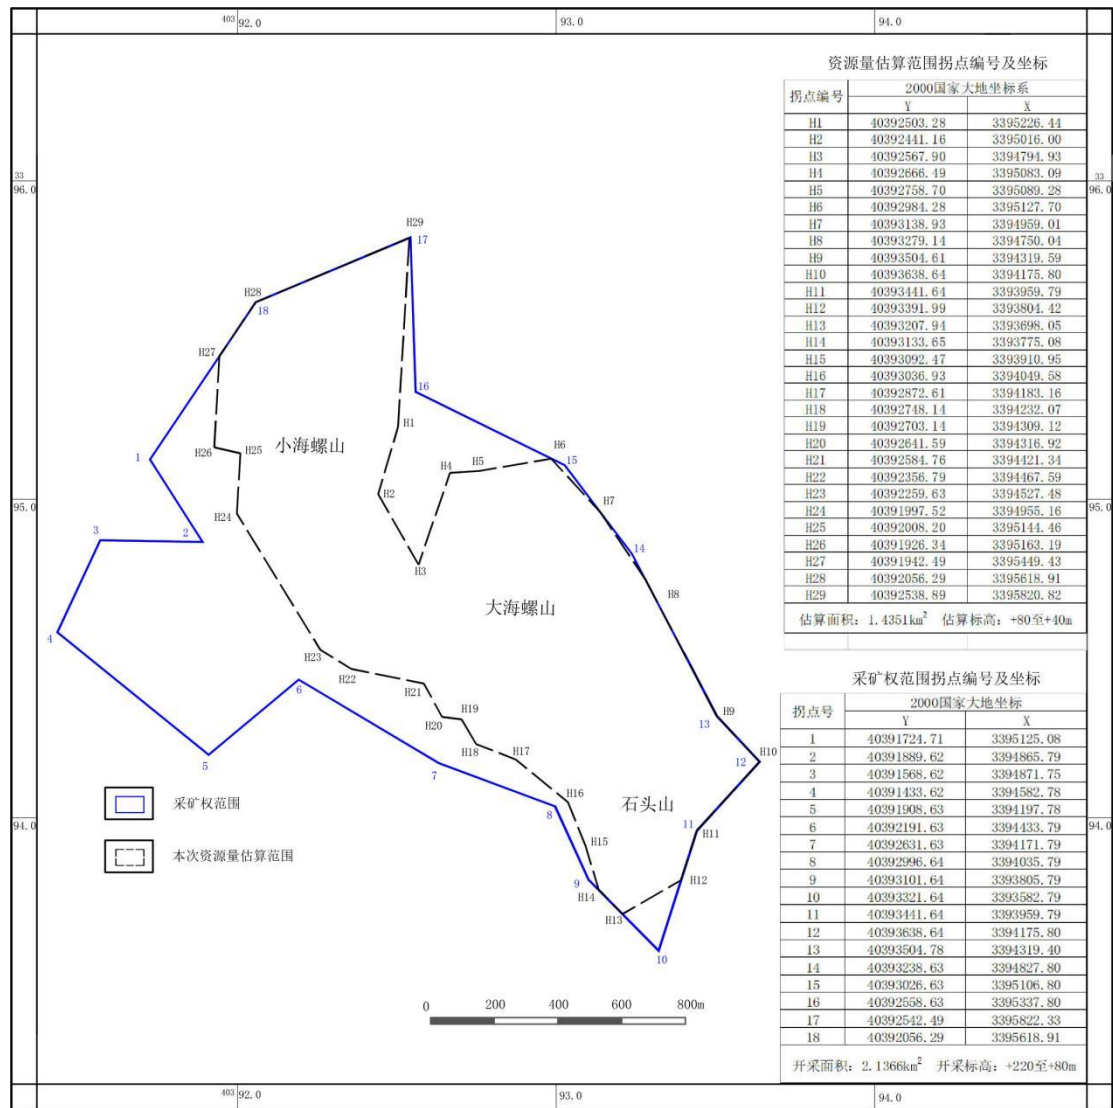 403 92.0 93.0 94.0
33 96.0
95.0
94.0
33 96.0
95.0
94.0
403 92.0 93.0 94.0
H29
17
H28
18
H27
16
H1
小海螺山
1
H26
H25
H6
15
H4
H5
H2
H24
H7
3
2
14
H3
H8
大海螺山
4
H23
H22
6
H21
H9
13
H20
H19
H18
H17
12
H10
5
7
H16
石头山
8
11
H11
H15
9
H14
H12
H13
10
采矿权范围
本次资源量估算范围
0 200 400 600 800m
资源量估算范围拐点编号及坐标
拐点编号 2000国家大地坐标系
Y X
H1 40392503.28 3395226.44
H2 40392441.16 3395016.00
H3 40392567.90 3394794.93
H4 40392666.49 3395083.09
H5 40392758.70 3395089.28
H6 40392984.28 3395127.70
H7 40393138.93 3394959.01
H8 40393279.14 3394750.04
H9 40393504.61 3394319.59
H10 40393638.64 3394175.80
H11 40393441.64 3393959.79
H12 40393391.99 3393804.42
H13 40393207.94 3393698.05
H14 40393133.65 3393775.08
H15 40393092.47 3393910.95
H16 40393036.93 3394049.58
H17 40392872.61 3394183.16
H18 40392748.14 3394232.07
H19 40392703.14 3394309.12
H20 40392641.59 3394316.92
H21 40392584.76 3394421.34
H22 40392356.79 3394467.59
H23 40392259.63 3394527.48
H24 40391997.52 3394955.16
H25 40392008.20 3395144.46
H26 40391926.34 3395163.19
H27 40391942.49 3395449.43
H28 40392056.29 3395618.91
H29 40392538.89 3395820.82
估算面积：1.4351km² 估算标高：+80至+40m
采矿权范围拐点编号及坐标
拐点号 2000国家大地坐标
Y X
1 40391724.71 3395125.08
2 40391889.62 3394865.79
3 40391568.62 3394871.75
4 40391433.62 3394582.78
5 40391908.63 3394197.78
6 40392191.63 3394433.79
7 40392631.63 3394171.79
8 40392996.64 3394035.79
9 40393101.64 3393805.79
10 40393321.64 3393582.79
11 40393441.64 3393959.79
12 40393638.64 3394175.80
13 40393504.78 3394319.40
14 40393238.63 3394827.80
15 40393026.63 3395106.80
16 40392558.63 3395337.80
17 40392542.49 3395822.33
18 40392056.29 3395618.91
开采面积：2.1366km² 开采标高：+220至+80m